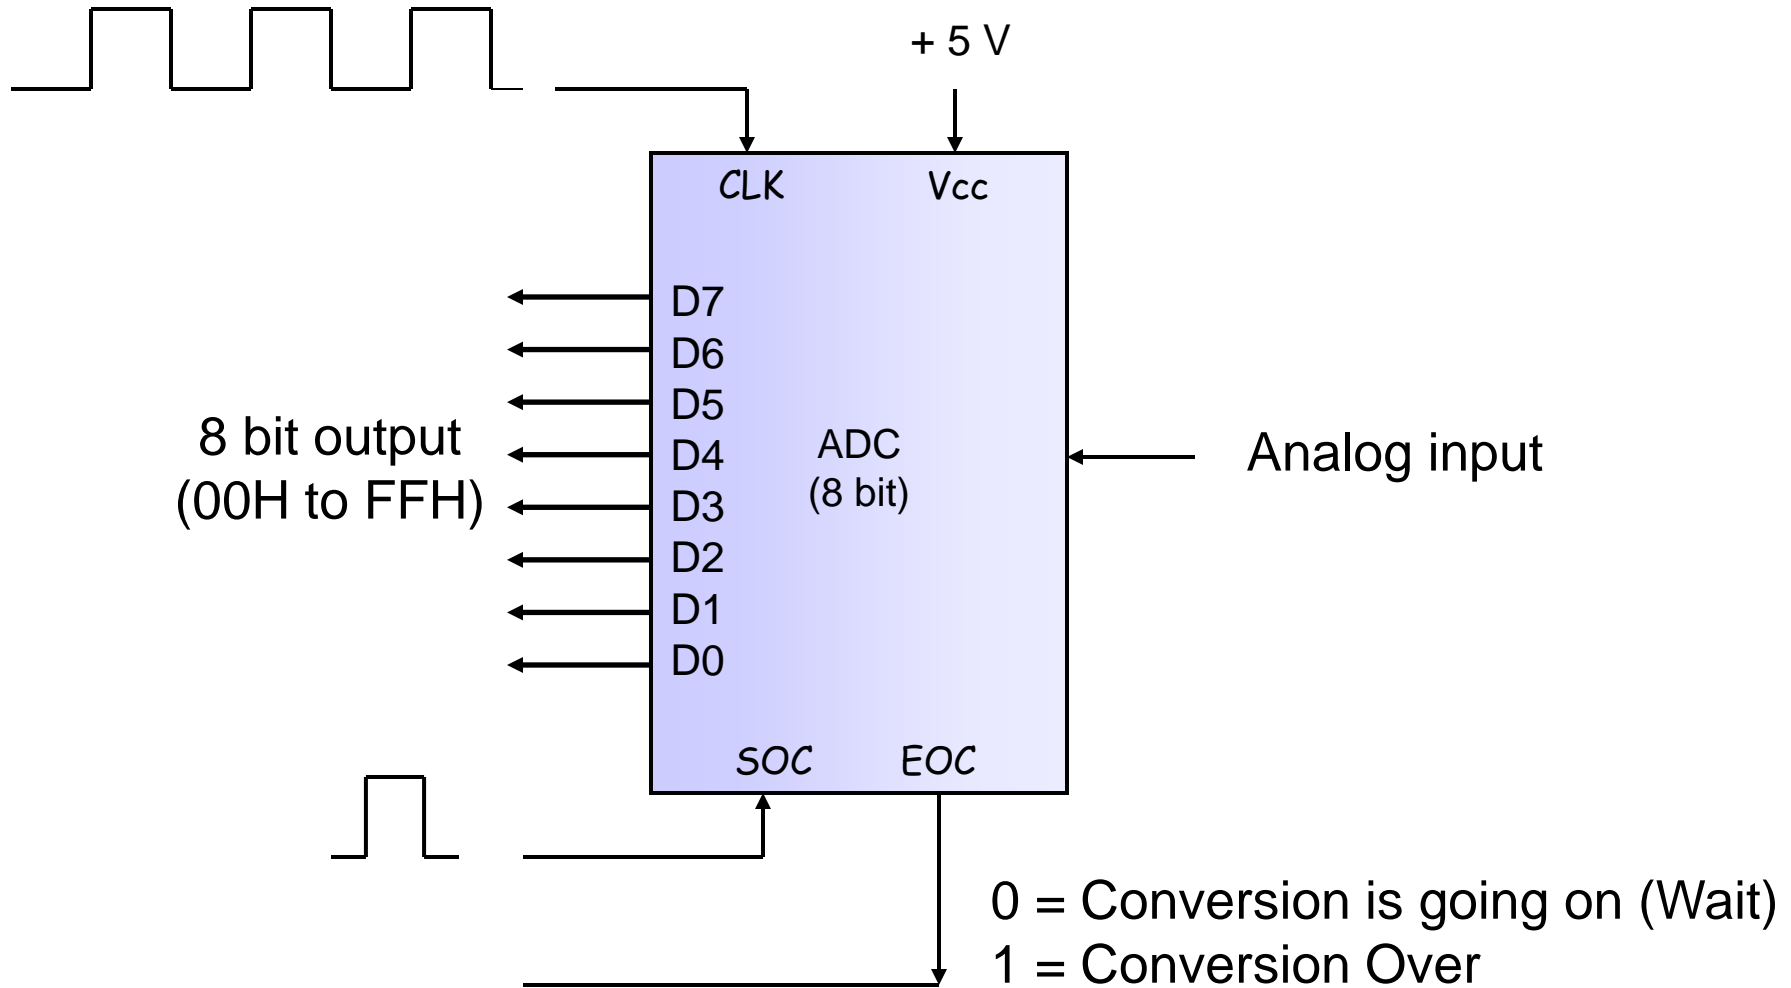 + 5 V
CLK
Vcc
D7
D6
D5
D4
D3
D2
D1
D0
8 bit output
(00H to FFH)
ADC
(8 bit)
Analog input
SOC
EOC
0 = Conversion is going on (Wait)
1 = Conversion Over